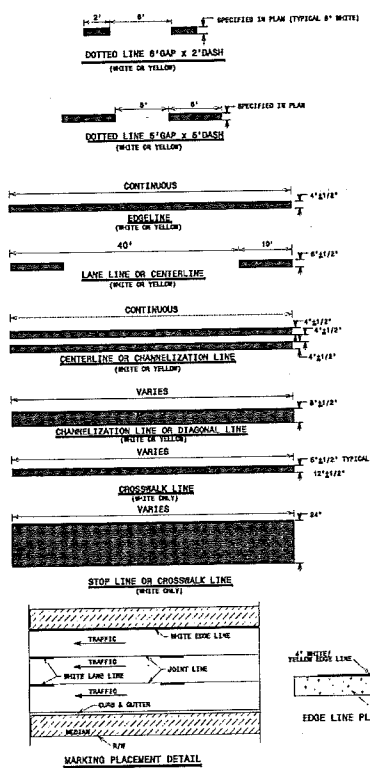 2' 6' SPECIFIED IN PLAN (TYPICAL 8" WHITE)
DOTTED LINE 6'GAP X 2'DASH
(WHITE OR YELLOW)
5' 5' SPECIFIED IN PLAN
DOTTED LINE 5'GAP X 5'DASH
(WHITE OR YELLOW)
CONTINUOUS
4"±1/2"
EDGELINE
(WHITE OR YELLOW)
40' 10'
6"±1/2"
LANE LINE OR CENTERLINE
(WHITE OR YELLOW)
CONTINUOUS
4"±1/2"
4"±1/2"
4"±1/2"
CENTERLINE OR CHANNELIZATION LINE
(WHITE OR YELLOW)
VARIES
8"±1/2"
CHANNELIZATION LINE OR DIAGONAL LINE
(WHITE OR YELLOW)
VARIES
6"±1/2" TYPICAL
12"±1/2"
CROSSWALK LINE
(WHITE ONLY)
VARIES
24"
STOP LINE OR CROSSWALK LINE
(WHITE ONLY)
WHITE EDGE LINE
TRAFFIC
TRAFFIC
WHITE LANE LINE
JOINT LINE
TRAFFIC
CURB & GUTTER
MEDIAN
R/W
MARKING PLACEMENT DETAIL
4" WHITE/
YELLOW EDGE LINE
EDGE LINE PL